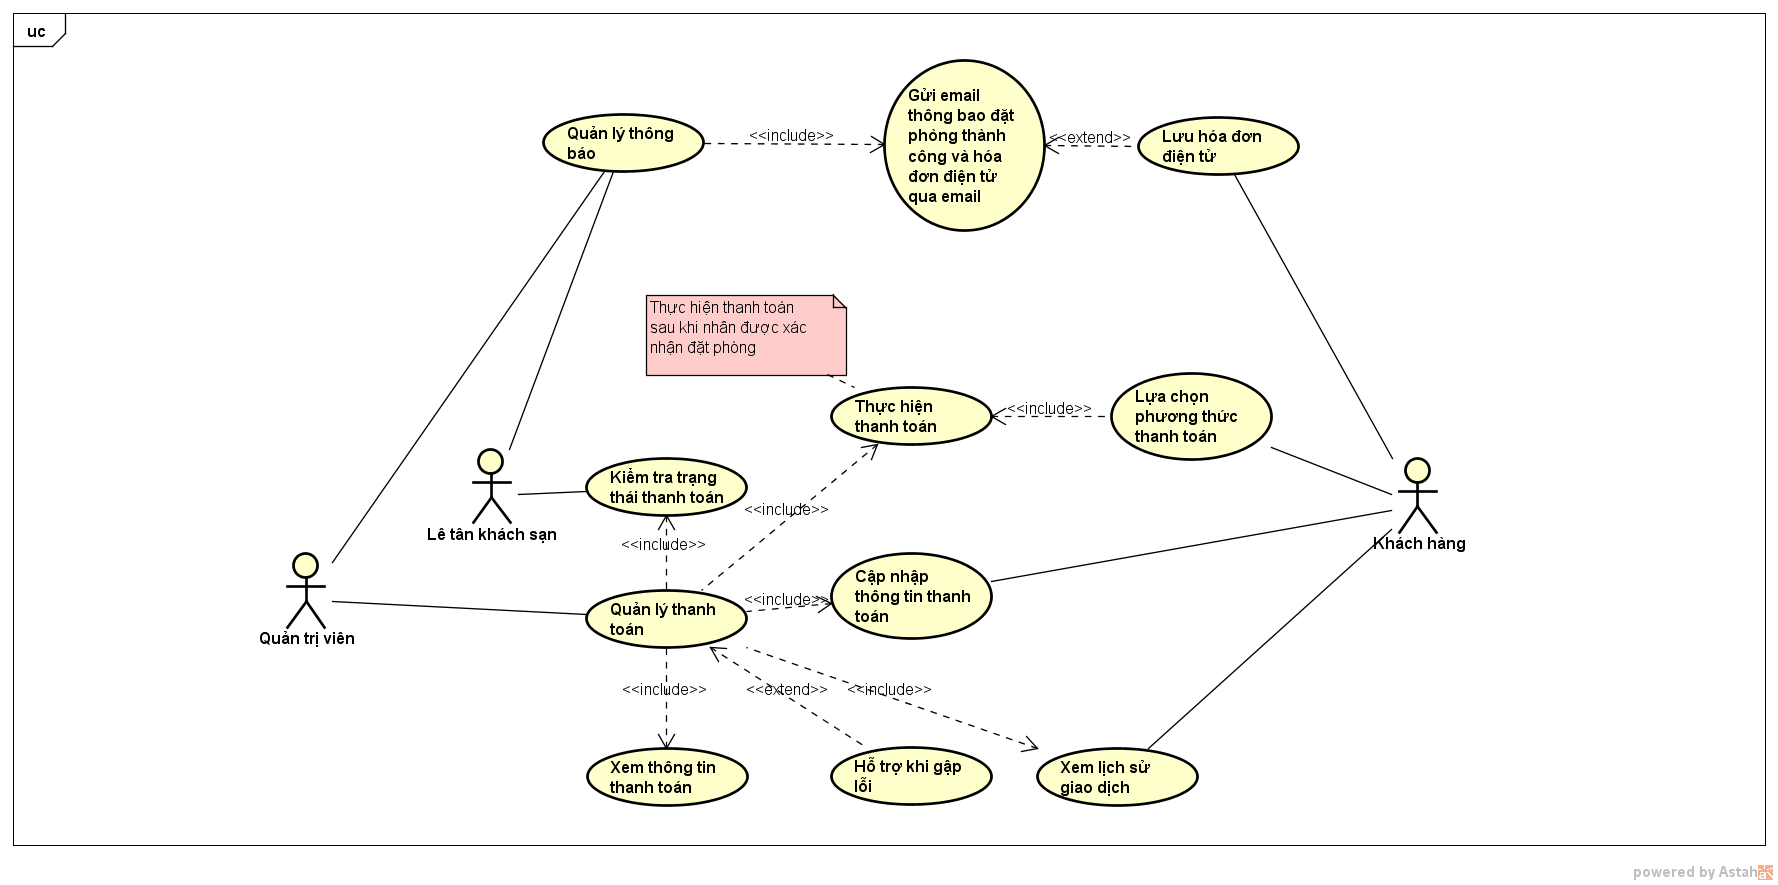 uc
Gửi email
thông bao đặt
phòng thành
công và hóa
đơn điện tử
qua email
Quản lý thông
báo
<<include>>
<<extend>>
Lưu hóa đơn
điện tử
Thực hiện thanh toán
sau khi nhân được xác
nhận đặt phòng
Thực hiện
thanh toán
<<include>>
Lựa chọn
phương thức
thanh toán
Kiểm tra trạng
thái thanh toán
<<include>>
Lê tân khách sạn
<<include>>
Khách hàng
Cập nhập
thông tin thanh
toán
<<include>>
Quản lý thanh
toán
Quản trị viên
<<include>>
<<extend>>
<<include>>
Xem thông tin
thanh toán
Hỗ trợ khi gập
lỗi
Xem lịch sử
giao dịch
powered by Astah